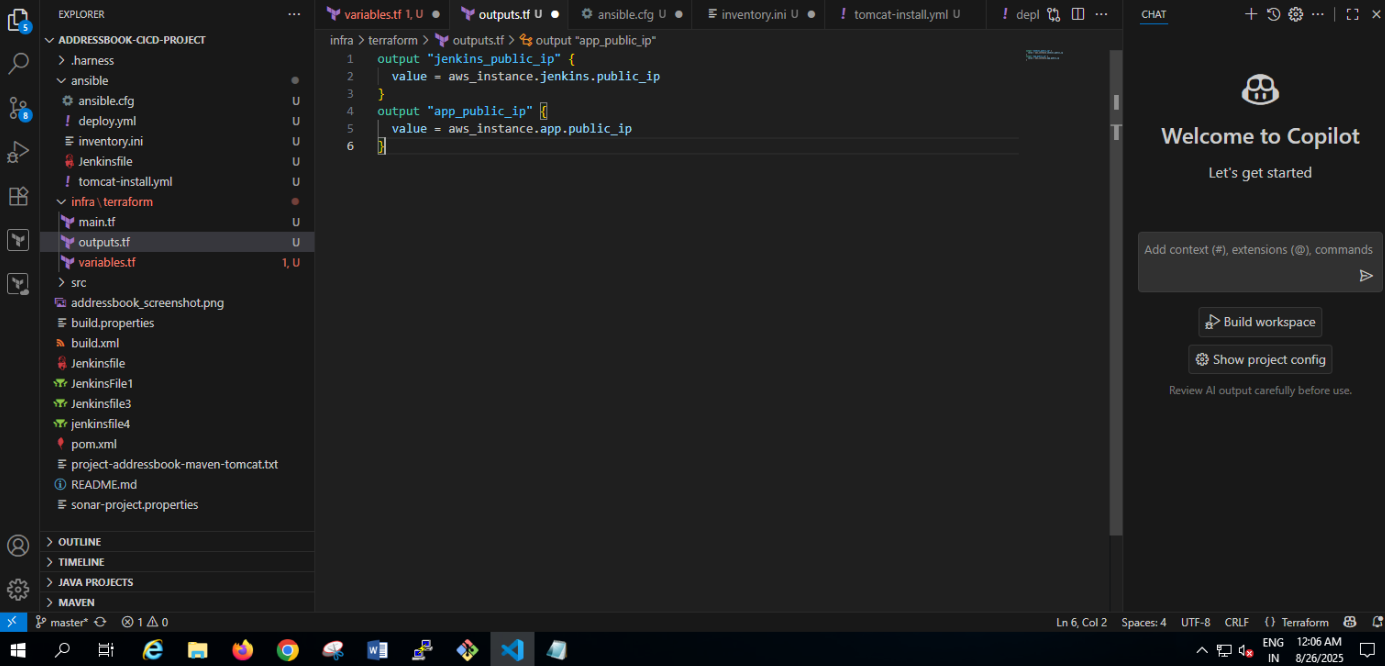 EXPLORER
ADDRESSBOOK-CICD-PROJECT
.harness
ansible
ansible.cfg U
deploy.yml U
inventory.ini U
Jenkinsfile U
tomcat-install.yml U
infra\terraform
main.tf U
outputs.tf U
variables.tf 1, U
src
addressbook_screenshot.png
build.properties
build.xml
Jenkinsfile
JenkinsFile1
Jenkinsfile3
jenkinsfile4
pom.xml
project-addressbook-maven-tomcat.txt
README.md
sonar-project.properties
OUTLINE
TIMELINE
JAVA PROJECTS
MAVEN
5
8
variables.tf 1, U
outputs.tf U
ansible.cfg U
inventory.ini U
tomcat-install.yml U
depl
infra > terraform > outputs.tf > output "app_public_ip"
1 output "jenkins_public_ip" {
2 value = aws_instance.jenkins.public_ip
3 }
4 output "app_public_ip" {
5 value = aws_instance.app.public_ip
6 }
CHAT
Welcome to Copilot
Let's get started
Add context (#), extensions (@), commands
Build workspace
Show project config
Review AI output carefully before use.
master* 1 0
Ln 6, Col 2 Spaces: 4 UTF-8 CRLF {} Terraform
ENG
IN
12:06 AM
8/26/2025